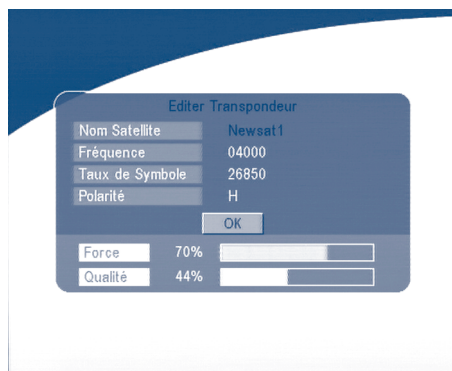 Editer Transpondeur
Nom Satellite Newsat1
Fréquence 04000
Taux de Symbole 26850
Polarité H
OK
Force 70%
Qualité 44%